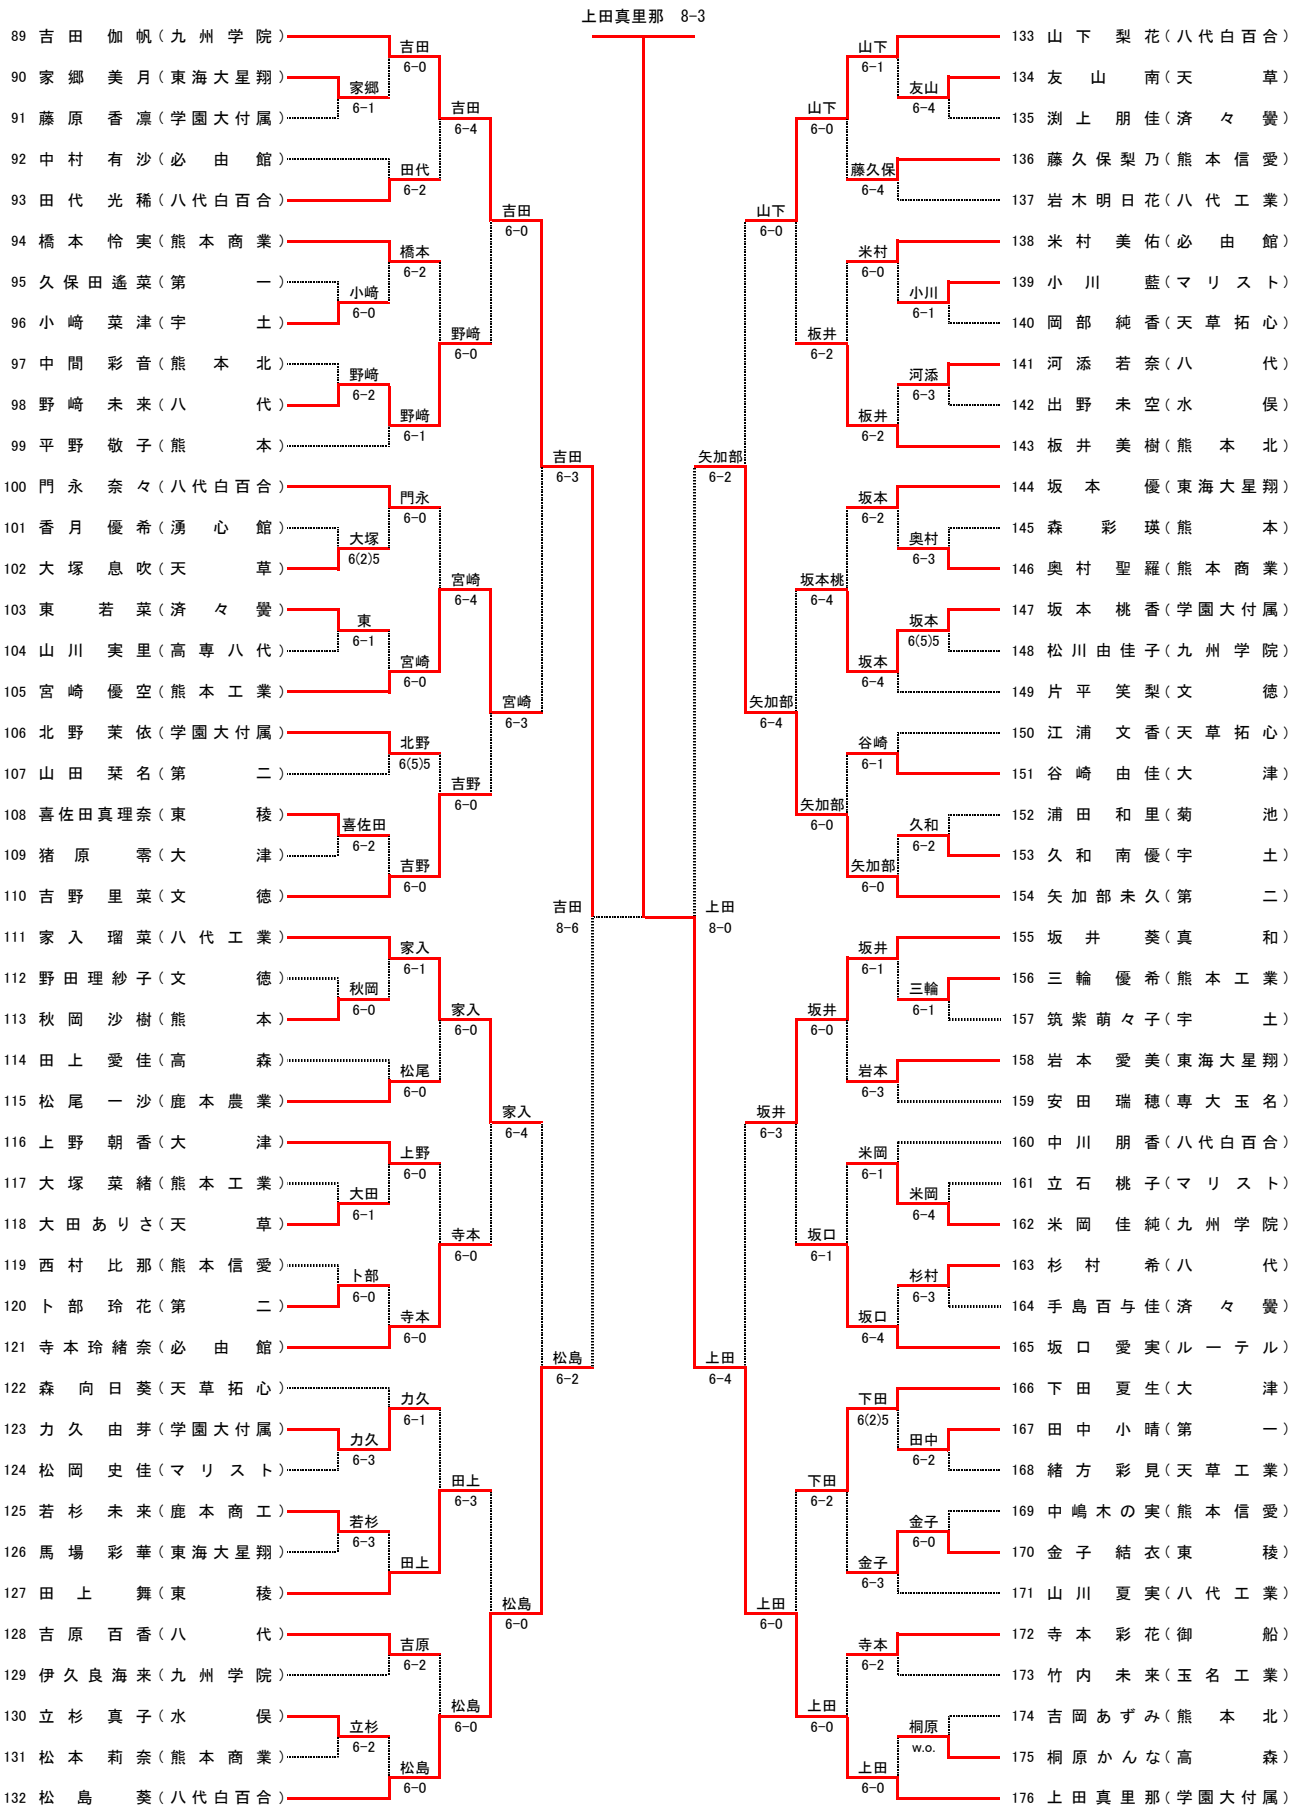 上田真里那 8-3
89 吉田 伽帆(九州学院)
90 家郷 美月(東海大星翔)
91 藤原 香凛(学園大付属)
92 中村 有沙(必由館)
93 田代 光稀(八代白百合)
94 橋本 怜実(熊本商業)
95 久保田遙菜(第一)
96 小﨑 菜津(宇土)
97 中間 彩音(熊本北)
98 野﨑 未来(八代)
99 平野 敬子(熊本)
100 門永 奈々(八代白百合)
101 香月 優希(湧心館)
102 大塚 息吹(天草)
103 東 若菜(済々黌)
104 山川 実里(高専八代)
105 宮崎 優空(熊本工業)
106 北野 茉依(学園大付属)
107 山田 栞名(第二)
108 喜佐田真理奈(東稜)
109 猪原 零(大津)
110 吉野 里菜(文徳)
111 家入 瑠菜(八代工業)
112 野田理紗子(文徳)
113 秋岡 沙樹(熊本)
114 田上 愛佳(高森)
115 松尾 一沙(鹿本農業)
116 上野 朝香(大津)
117 大塚 菜緒(熊本工業)
118 大田ありさ(天草)
119 西村 比那(熊本信愛)
120 卜部 玲花(第二)
121 寺本玲緒奈(必由館)
122 森 向日葵(天草拓心)
123 力久 由芽(学園大付属)
124 松岡 史佳(マリスト)
125 若杉 未来(鹿本商工)
126 馬場 彩華(東海大星翔)
127 田上 舞(東稜)
128 吉原 百香(八代)
129 伊久良海来(九州学院)
130 立杉 真子(水俣)
131 松本 莉奈(熊本商業)
132 松島 葵(八代白百合)
吉田
6-0
家郷
6-1
吉田
6-4
田代
6-2
吉田
6-0
橋本
6-2
小﨑
6-0
野﨑
6-0
野﨑
6-2
野﨑
6-1
吉田
6-3
門永
6-0
大塚
6(2)5
宮崎
6-4
東
6-1
宮崎
6-0
宮崎
6-3
北野
6(5)5
吉野
6-0
喜佐田
6-2
吉野
6-0
吉田
8-6
家入
6-1
秋岡
6-0
家入
6-0
松尾
6-0
家入
6-4
上野
6-0
大田
6-1
寺本
6-0
卜部
6-0
寺本
6-0
松島
6-2
力久
6-1
力久
6-3
田上
6-3
若杉
6-3
田上
松島
6-0
吉原
6-2
松島
6-0
立杉
6-2
松島
6-0
山下
6-1
友山
6-4
山下
6-0
藤久保
6-4
山下
6-0
米村
6-0
小川
6-1
板井
6-2
河添
6-3
板井
6-2
矢加部
6-2
坂本
6-2
奥村
6-3
坂本桃
6-4
坂本
6(5)5
坂本
6-4
矢加部
6-4
谷崎
6-1
矢加部
6-0
久和
6-2
矢加部
6-0
上田
8-0
坂井
6-1
三輪
6-1
坂井
6-0
岩本
6-3
坂井
6-3
米岡
6-1
米岡
6-4
坂口
6-1
杉村
6-3
坂口
6-4
上田
6-4
下田
6(2)5
田中
6-2
下田
6-2
金子
6-0
金子
6-3
上田
6-0
寺本
6-2
上田
6-0
桐原
w.o.
上田
6-0
133 山下 梨花(八代白百合)
134 友山 南(天草)
135 渕上 朋佳(済々黌)
136 藤久保梨乃(熊本信愛)
137 岩木明日花(八代工業)
138 米村 美佑(必由館)
139 小川 藍(マリスト)
140 岡部 純香(天草拓心)
141 河添 若奈(八代)
142 出野 未空(水俣)
143 板井 美樹(熊本北)
144 坂本 優(東海大星翔)
145 森 彩瑛(熊本)
146 奥村 聖羅(熊本商業)
147 坂本 桃香(学園大付属)
148 松川由佳子(九州学院)
149 片平 笑梨(文徳)
150 江浦 文香(天草拓心)
151 谷崎 由佳(大津)
152 浦田 和里(菊池)
153 久和 南優(宇土)
154 矢加部未久(第二)
155 坂井 葵(真和)
156 三輪 優希(熊本工業)
157 筑紫萌々子(宇土)
158 岩本 愛美(東海大星翔)
159 安田 瑞穂(専大玉名)
160 中川 朋香(八代白百合)
161 立石 桃子(マリスト)
162 米岡 佳純(九州学院)
163 杉村 希(八代)
164 手島百与佳(済々黌)
165 坂口 愛実(ルーテル)
166 下田 夏生(大津)
167 田中 小晴(第一)
168 緒方 彩見(天草工業)
169 中嶋木の実(熊本信愛)
170 金子 結衣(東稜)
171 山川 夏実(八代工業)
172 寺本 彩花(御船)
173 竹内 未来(玉名工業)
174 吉岡あずみ(熊本北)
175 桐原かんな(高森)
176 上田真里那(学園大付属)